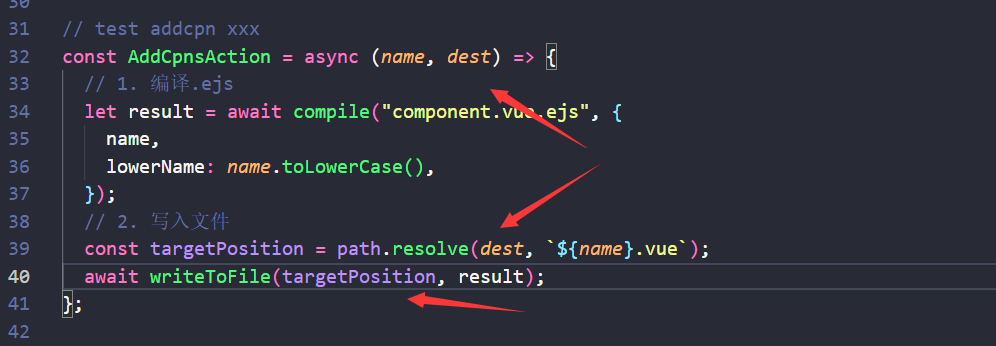 30
31 // test addcpn xxx
32 const AddCpnsAction = async (name, dest) => {
33 // 1. 编译.ejs
34 let result = await compile("component.vue.ejs", {
35 name,
36 lowerName: name.toLowerCase(),
37 });
38 // 2. 写入文件
39 const targetPosition = path.resolve(dest, `${name}.vue`);
40 await writeToFile(targetPosition, result);
41 };
42